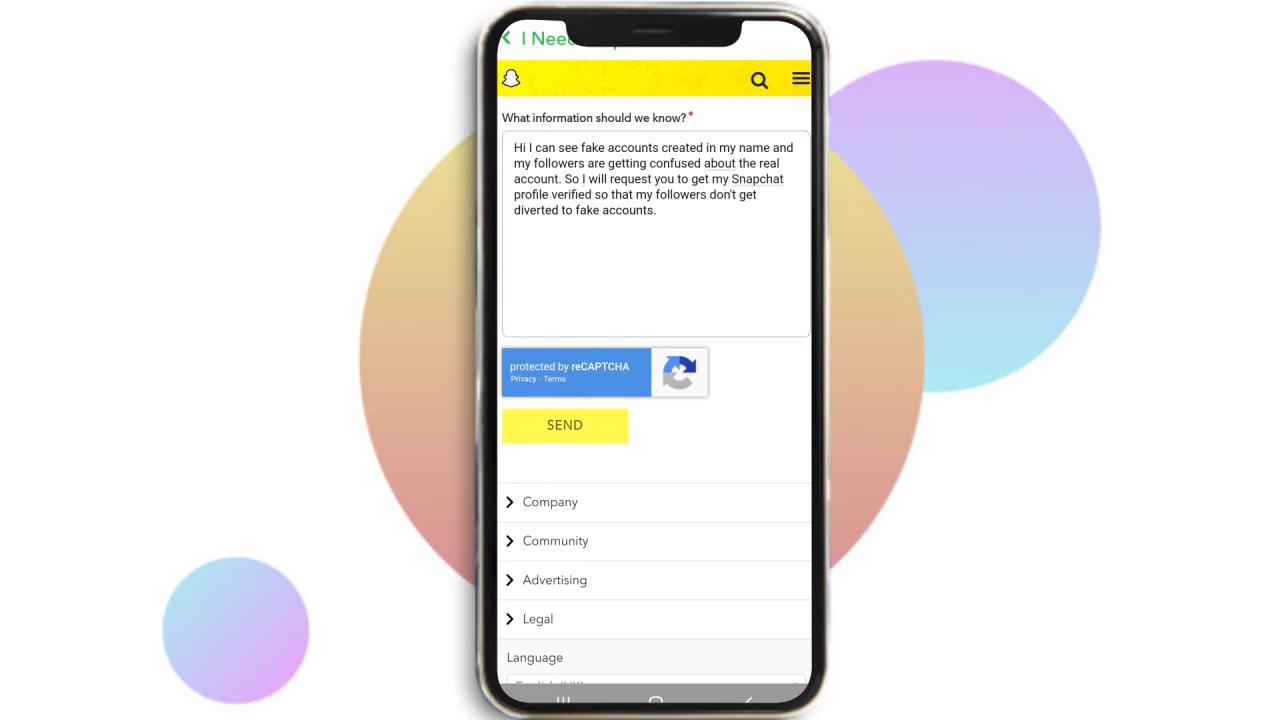 I Nee
What information should we know?*
Hi I can see fake accounts created in my name and
my followers are getting confused about the real
account. So I will request you to get my Snapchat
profile verified so that my followers don't get
diverted to fake accounts.
protected by reCAPTCHA
Privacy - Terms
SEND
Company
Community
Advertising
Legal
Language